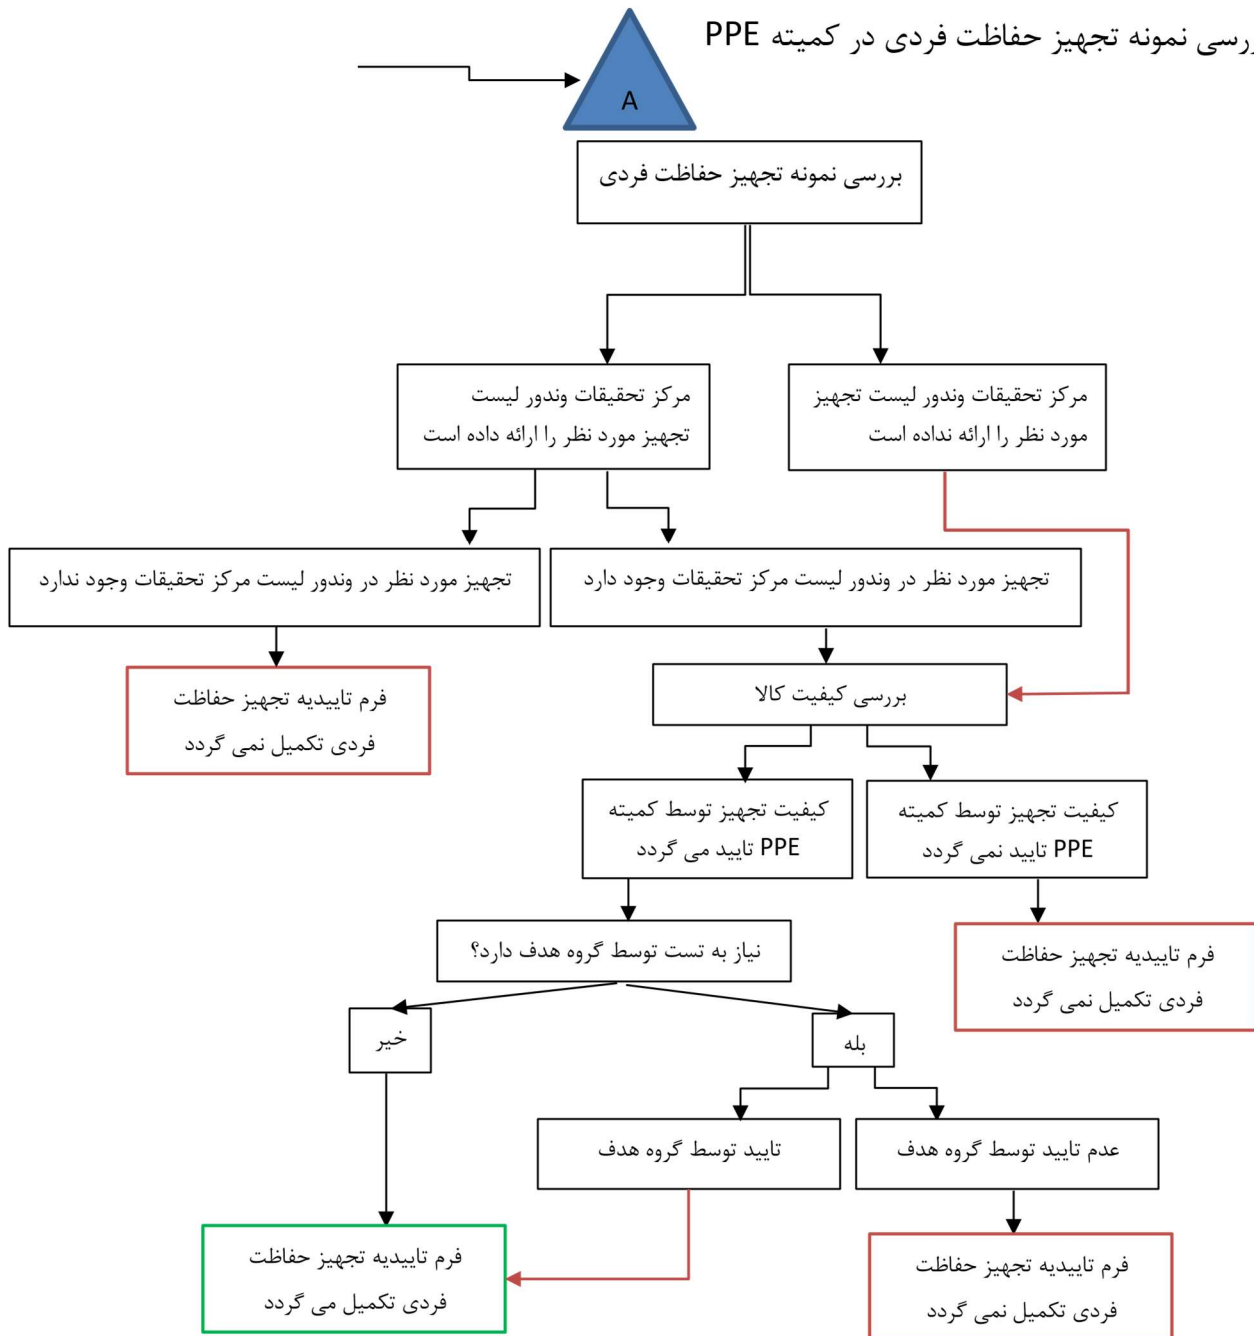 بررسی نمونه تجهیز حفاظت فردی در کمیته PPE
A
بررسی نمونه تجهیز حفاظت فردی
مرکز تحقیقات وندور لیست تجهیز
مورد نظر را ارائه نداده است
مرکز تحقیقات وندور لیست
تجهیز مورد نظر را ارائه داده است
تجهیز مورد نظر در وندور لیست مرکز تحقیقات وجود دارد
تجهیز مورد نظر در وندور لیست مرکز تحقیقات وجود ندارد
بررسی کیفیت کالا
فرم تاییدیه تجهیز حفاظت
فردی تکمیل نمی گردد
کیفیت تجهیز توسط کمیته
PPE تایید نمی گردد
کیفیت تجهیز توسط کمیته
PPE تایید می گردد
فرم تاییدیه تجهیز حفاظت
فردی تکمیل نمی گردد
نیاز به تست توسط گروه هدف دارد؟
بله
خیر
عدم تایید توسط گروه هدف
تایید توسط گروه هدف
فرم تاییدیه تجهیز حفاظت
فردی تکمیل نمی گردد
فرم تاییدیه تجهیز حفاظت
فردی تکمیل می گردد